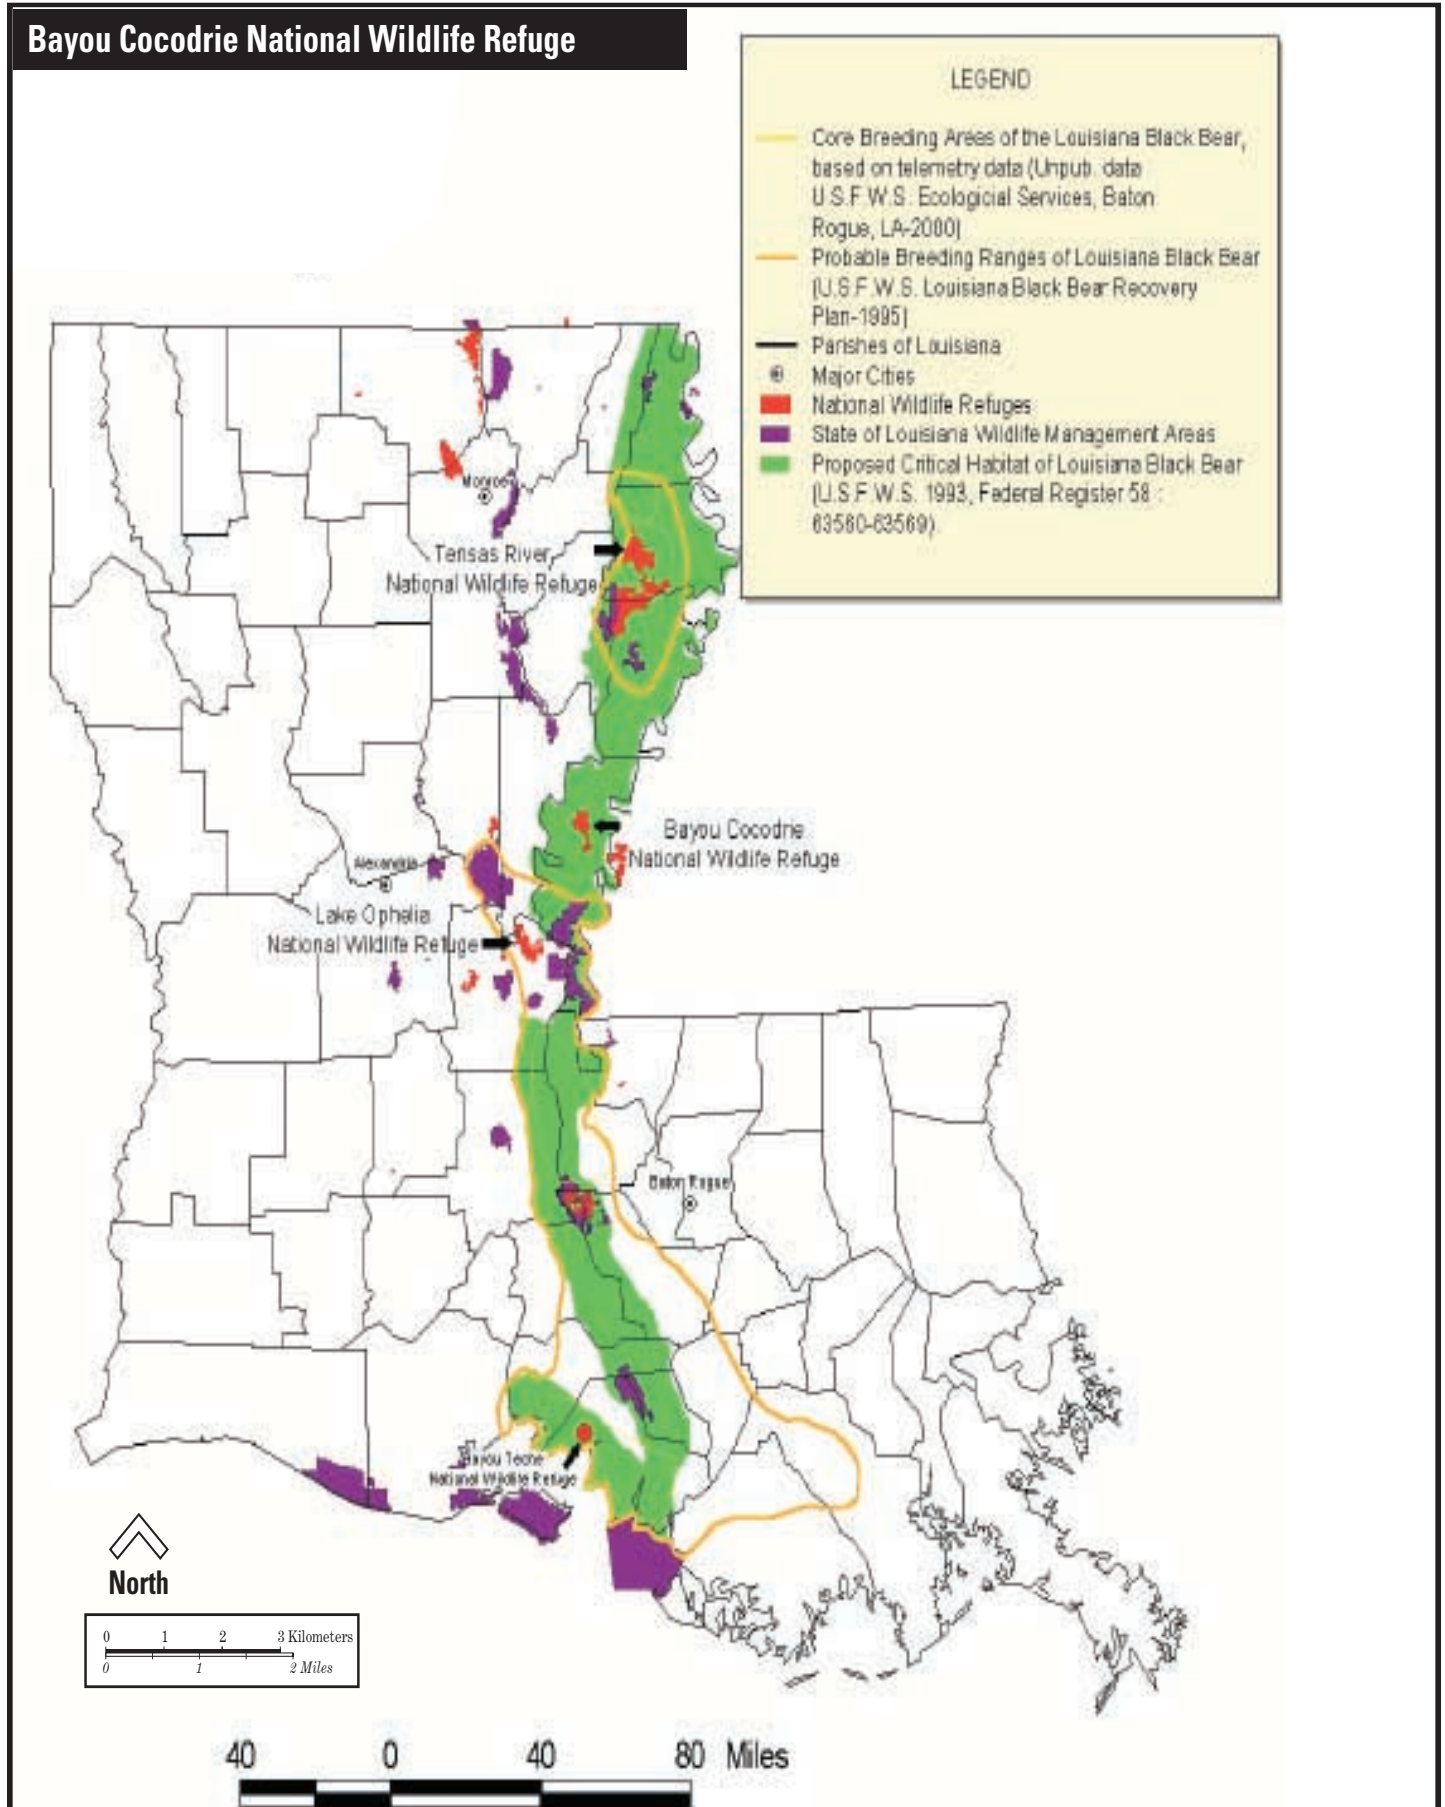 Bayou Cocodrie National Wildlife Refuge
LEGEND
Core Breeding Areas of the Louisiana Black Bear,
based on telemetry data (Unpub. data
U.S.F.W.S. Ecologicial Services, Baton
Rogue, LA-2000)
Probable Breeding Ranges of Louisiana Black Bear
(U.S.F.W.S. Louisiana Black Bear Recovery
Plan-1995)
Parishes of Louisiana
Major Cities
National Wildlife Refuges
State of Louisiana Wildlife Management Areas
Proposed Critical Habitat of Louisiana Black Bear
(U.S.F.W.S. 1993, Federal Register 58 :
63560-63569).
Monroe
Tensas River
National Wildlife Refuge
Bayou Cocodrie
National Wildlife Refuge
Alexandria
Lake Ophelia
National Wildlife Refuge
Baton Rogue
Bayou Teche
National Wildlife Refuge
North
0 1 2 3 Kilometers
0 1 2 Miles
40 0 40 80 Miles